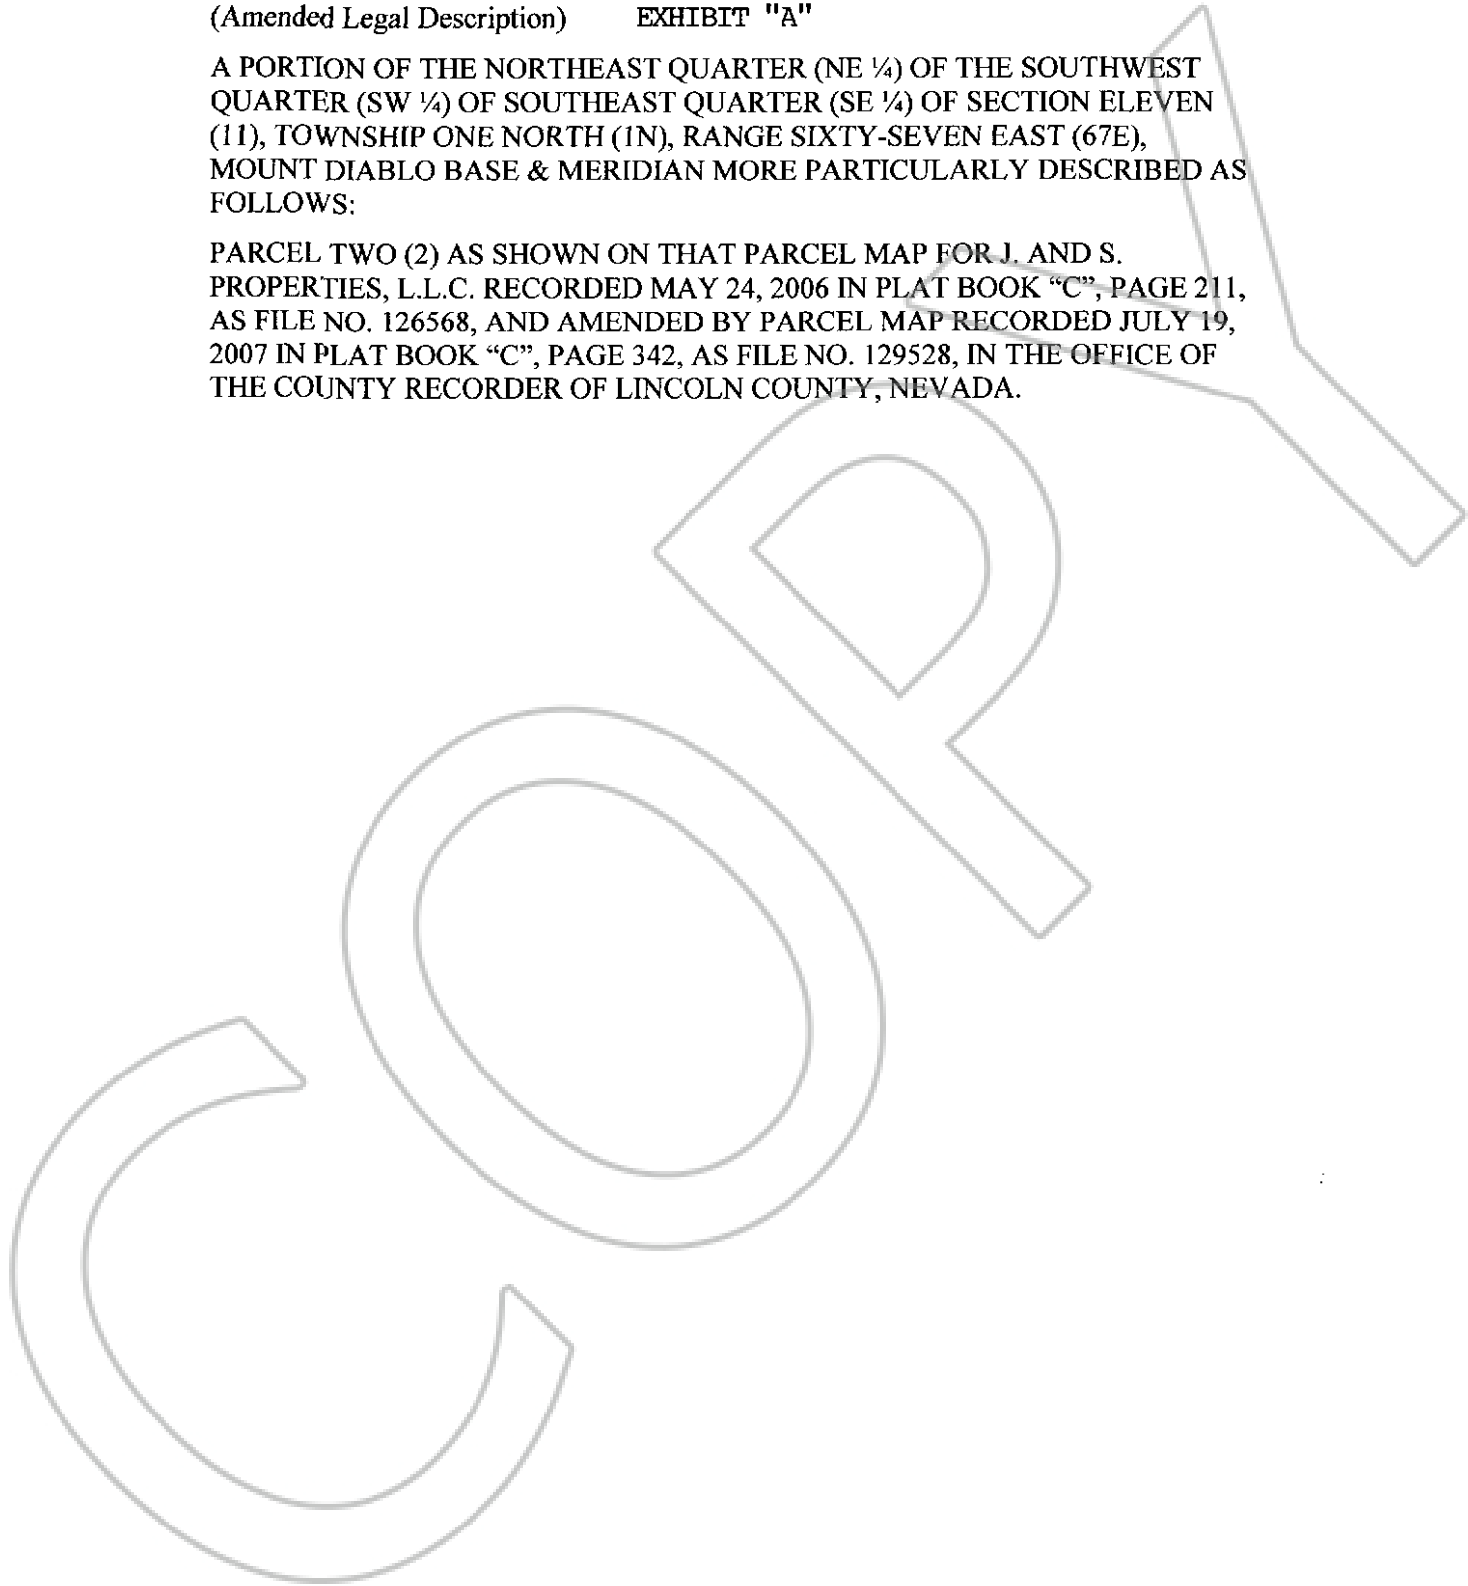 (Amended Legal Description) EXHIBIT "A"
A PORTION OF THE NORTHEAST QUARTER (NE ¼) OF THE SOUTHWEST
QUARTER (SW ¼) OF SOUTHEAST QUARTER (SE ¼) OF SECTION ELEVEN
(11), TOWNSHIP ONE NORTH (1N), RANGE SIXTY-SEVEN EAST (67E),
MOUNT DIABLO BASE & MERIDIAN MORE PARTICULARLY DESCRIBED AS
FOLLOWS:
PARCEL TWO (2) AS SHOWN ON THAT PARCEL MAP FOR J. AND S.
PROPERTIES, L.L.C. RECORDED MAY 24, 2006 IN PLAT BOOK “C”, PAGE 211,
AS FILE NO. 126568, AND AMENDED BY PARCEL MAP RECORDED JULY 19,
2007 IN PLAT BOOK “C”, PAGE 342, AS FILE NO. 129528, IN THE OFFICE OF
THE COUNTY RECORDER OF LINCOLN COUNTY, NEVADA.
COPY